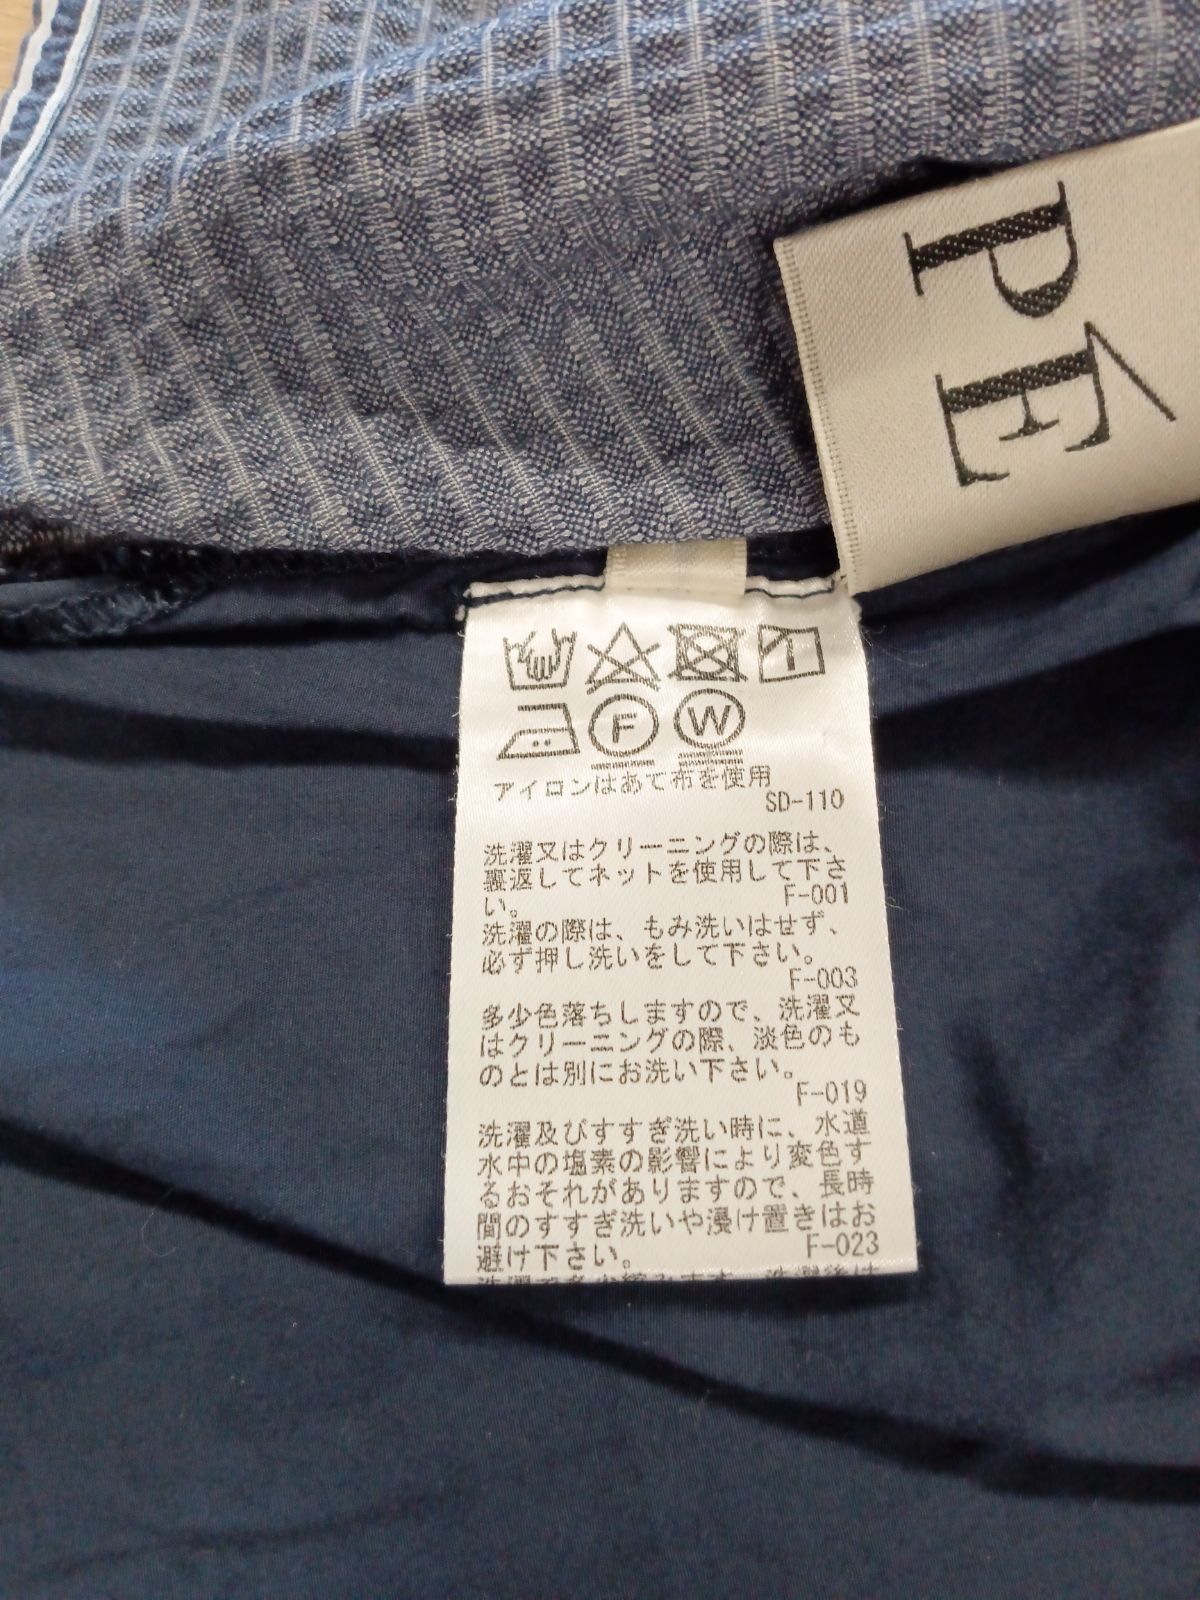 PÉ
F
W
アイロンはあて布を使用
SD-110
洗濯又はクリーニングの際は、
裏返してネットを使用して下さ
い。
F-001
洗濯の際は、もみ洗いはせず、
必ず押し洗いをして下さい。
F-003
多少色落ちしますので、洗濯又
はクリーニングの際、淡色のも
のとは別にお洗い下さい。
F-019
洗濯及びすすぎ洗い時に、水道
水中の塩素の影響により変色す
るおそれがありますので、長時
間のすすぎ洗いや浸け置きはお
避け下さい。
F-023